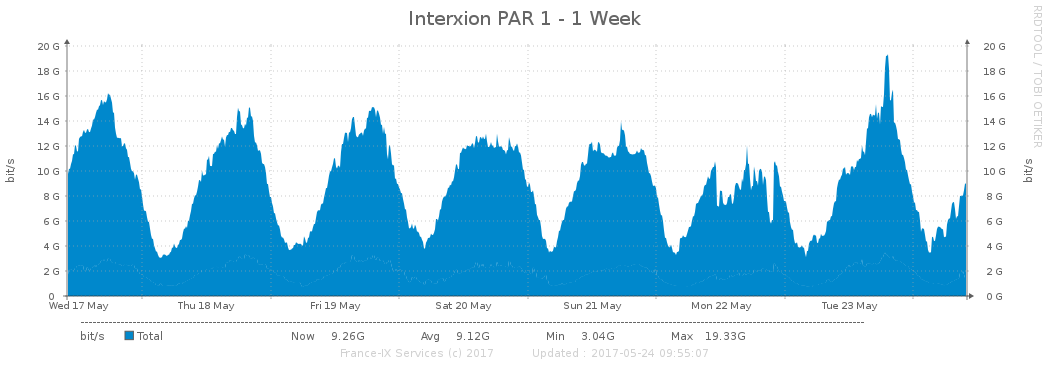 Interxion PAR 1 - 1 Week
RRDTOOL / TOBI OETIKER
20 G 20 G
18 G 18 G
16 G 16 G
14 G 14 G
12 G 12 G
10 G 10 G
8 G 8 G
6 G 6 G
4 G 4 G
2 G 2 G
0 0 G
bit/s bit/s
Wed 17 May Thu 18 May Fri 19 May Sat 20 May Sun 21 May Mon 22 May Tue 23 May
bit/s Total Now 9.26G Avg 9.12G Min 3.04G Max 19.33G
France-IX Services (c) 2017 Updated : 2017-05-24 09:55:07